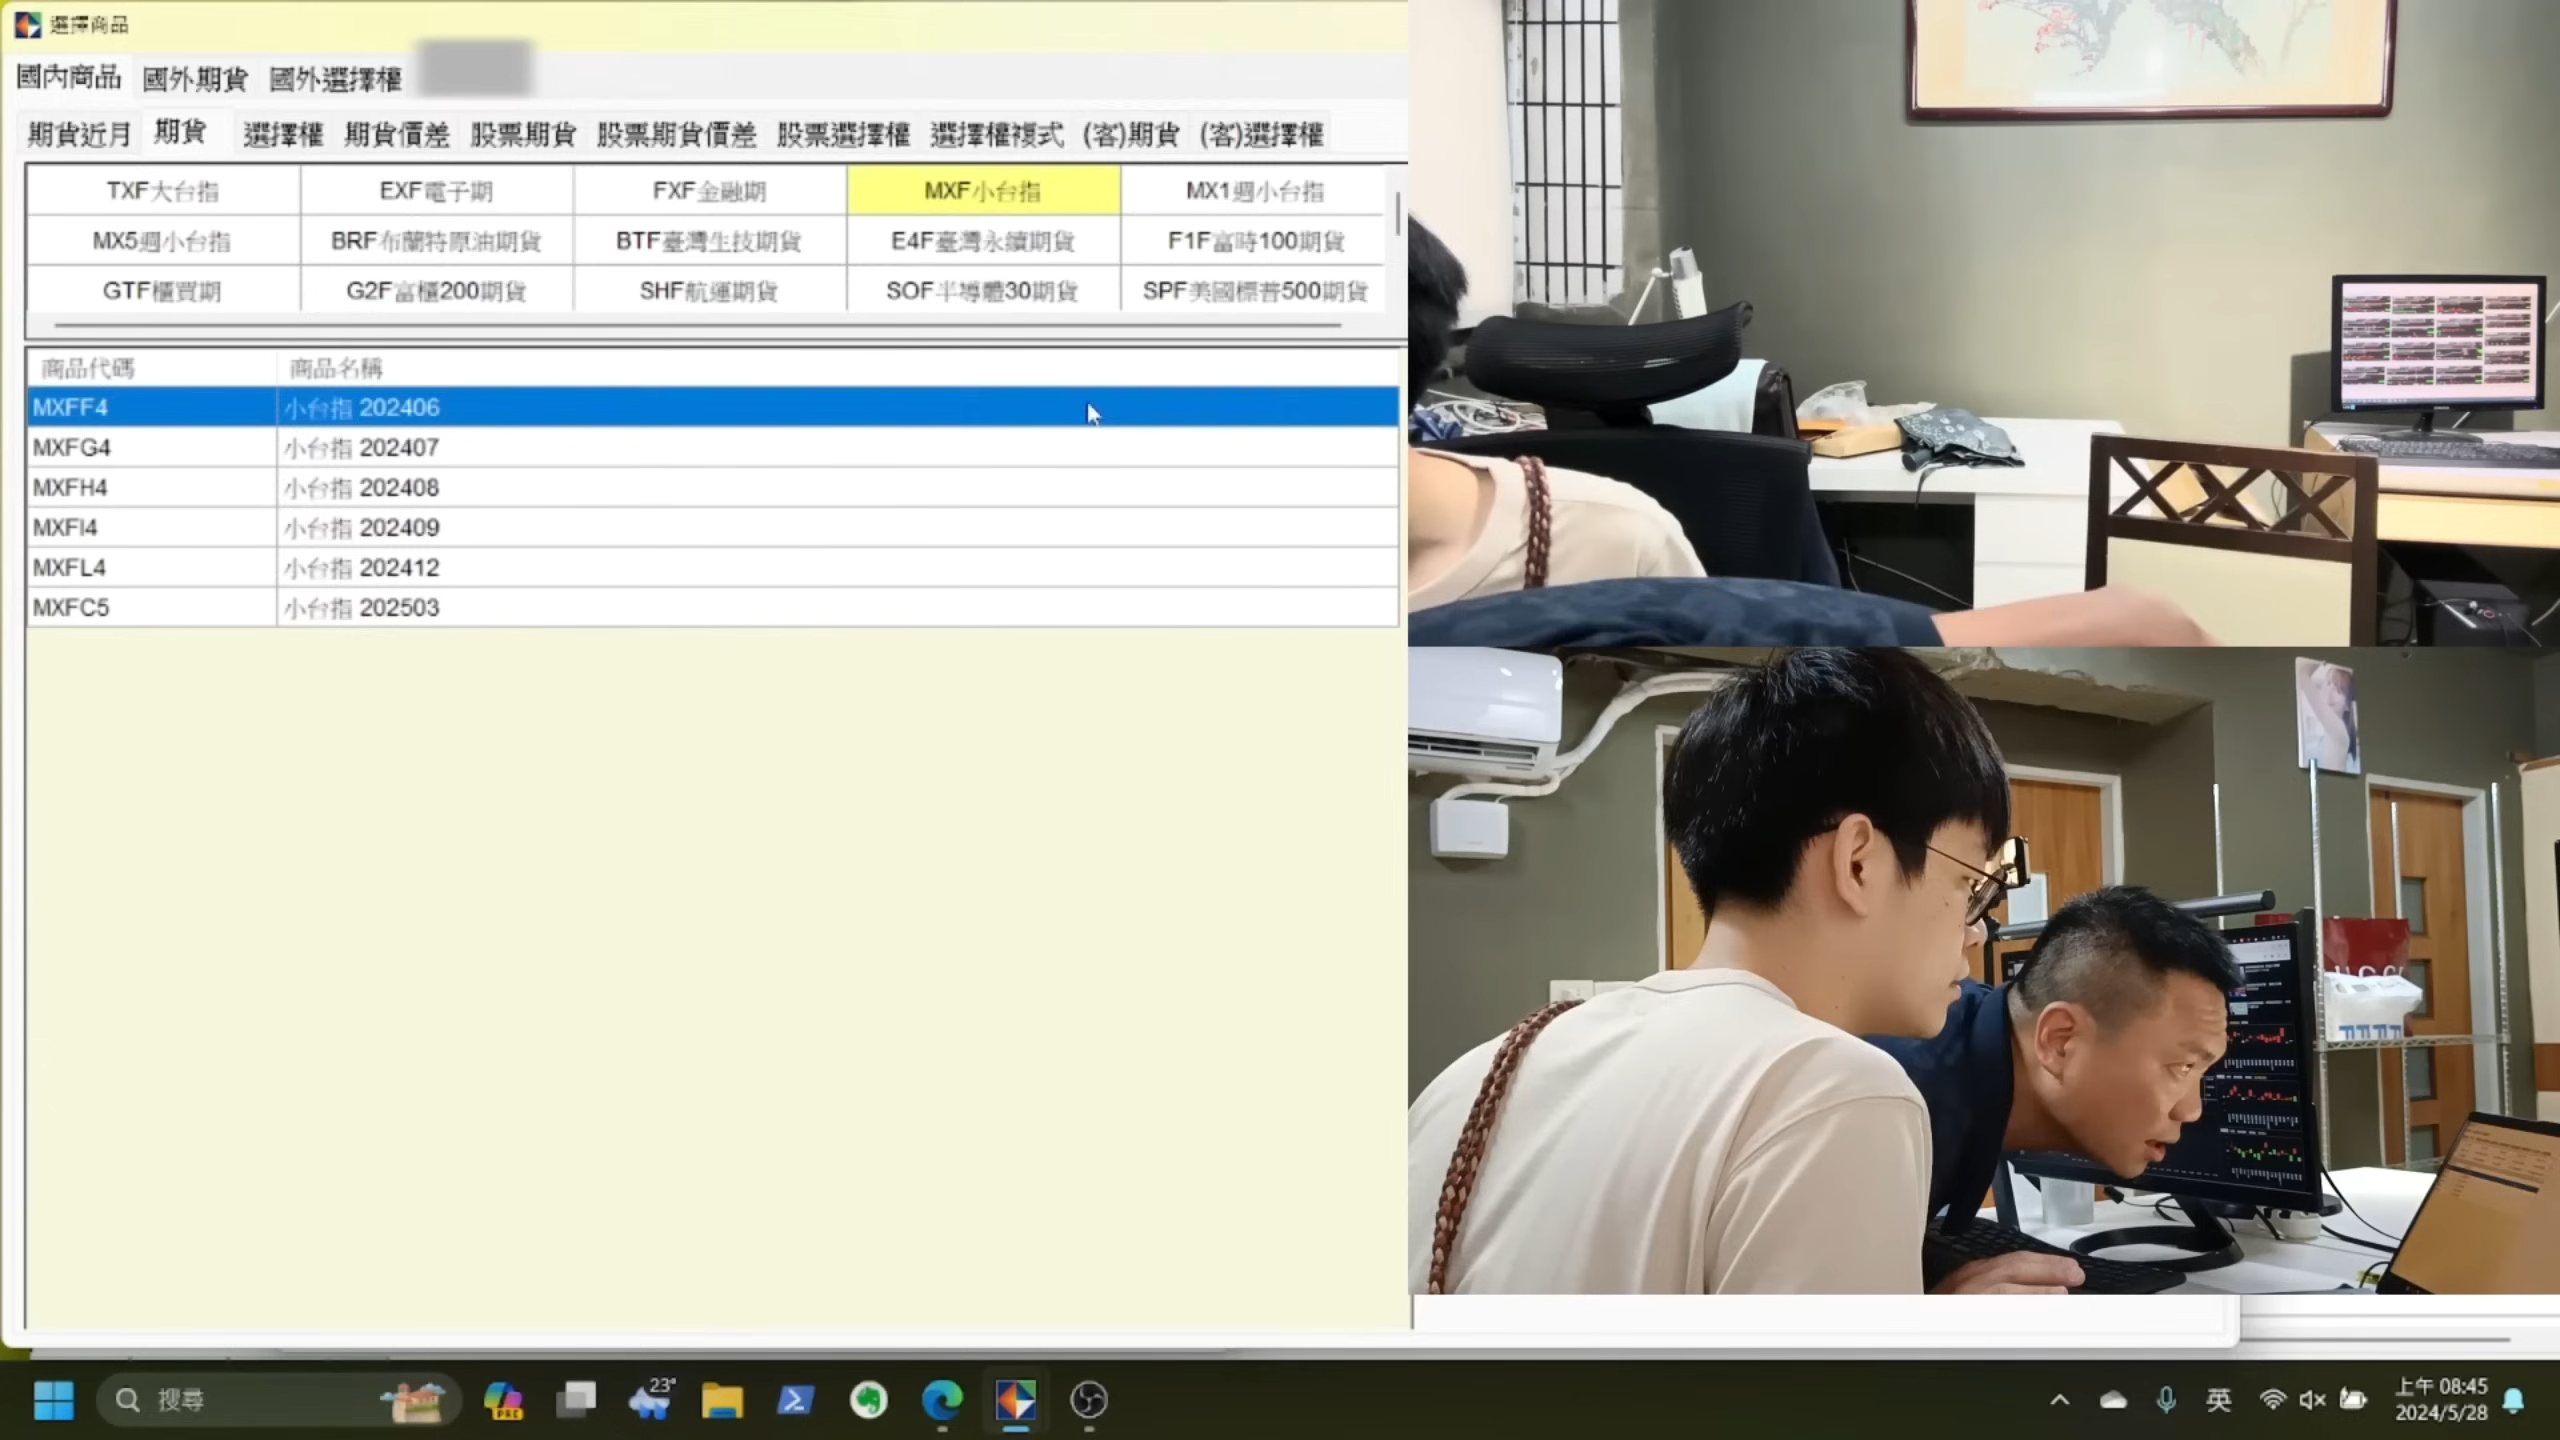 選擇商品
國內商品 國外期貨 國外選擇權
期貨近月 期貨 選擇權 期貨價差 股票期貨 股票期貨價差 股票選擇權 選擇權複式 (客)期貨 (客)選擇權
TXF大台指 EXF電子期 FXF金融期 MXF小台指 MX1週小台指
MX5週小台指 BRF布蘭特原油期貨 BTF臺灣生技期貨 E4F臺灣永續期貨 F1F富時100期貨
GTF櫃買期 G2F富櫃200期貨 SHF航運期貨 SOF半導體30期貨 SPF美國標普500期貨
商品代碼 商品名稱
MXFF4 小台指 202406
MXFG4 小台指 202407
MXFH4 小台指 202408
MXFI4 小台指 202409
MXFL4 小台指 202412
MXFC5 小台指 202503
搜尋
PRE
23°
英
上午 08:45
2024/5/28